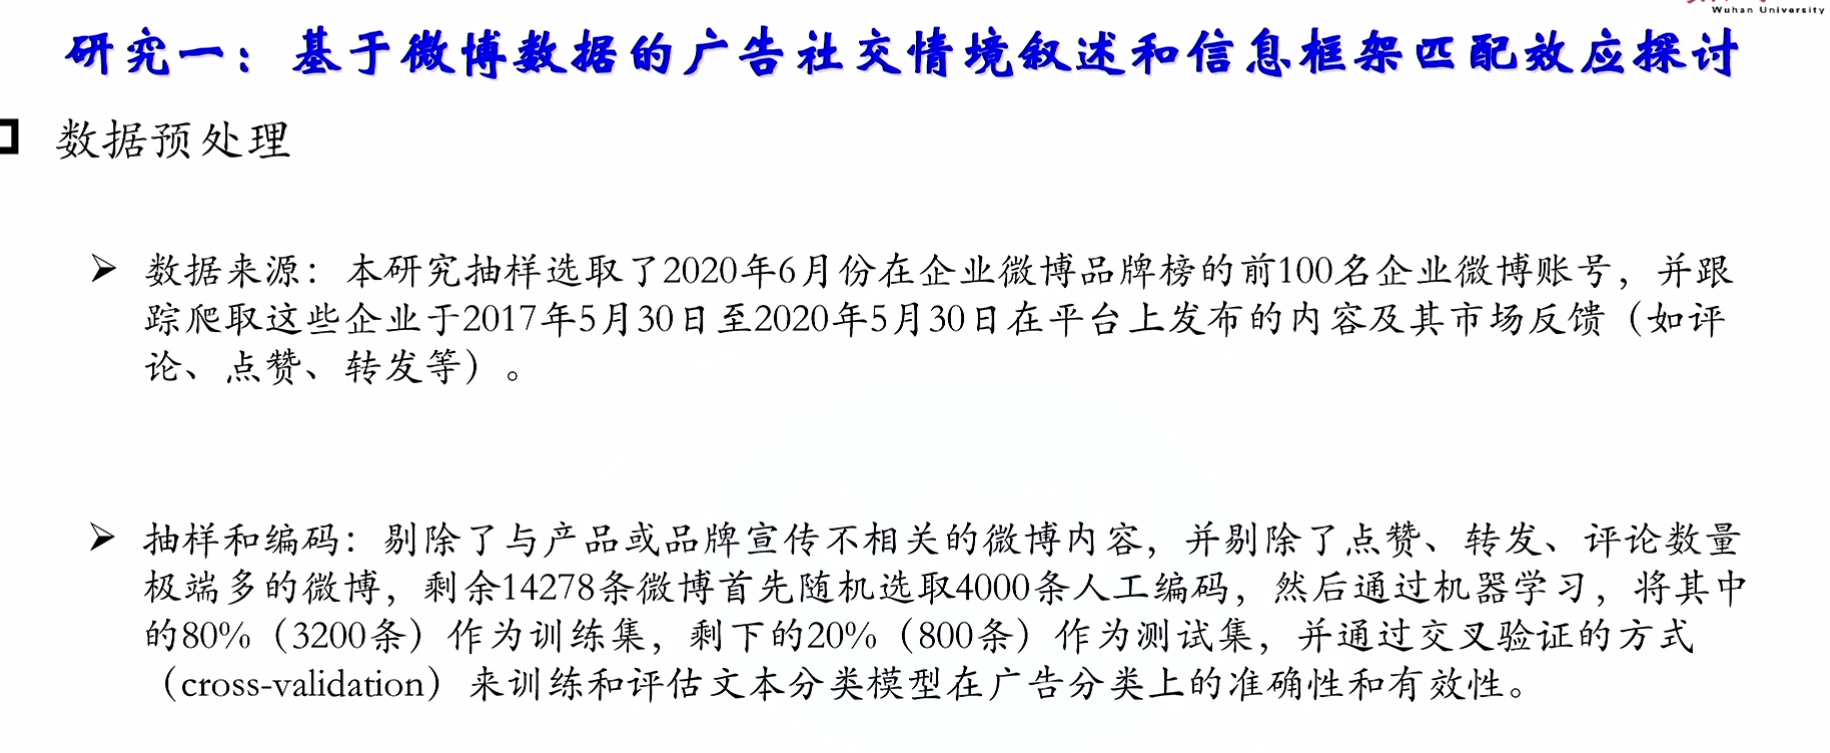 Wuhan University
研究一：基于微博数据的广告社交情境叙述和信息框架匹配效应探讨
数据预处理
数据来源：本研究抽样选取了2020年6月份在企业微博品牌榜的前100名企业微博账号，并跟
踪爬取这些企业于2017年5月30日至2020年5月30日在平台上发布的内容及其市场反馈（如评
论、点赞、转发等）。
抽样和编码：剔除了与产品或品牌宣传不相关的微博内容，并剔除了点赞、转发、评论数量
极端多的微博，剩余14278条微博首先随机选取4000条人工编码，然后通过机器学习，将其中
的80%（3200条）作为训练集，剩下的20%（800条）作为测试集，并通过交叉验证的方式
（cross-validation）来训练和评估文本分类模型在广告分类上的准确性和有效性。